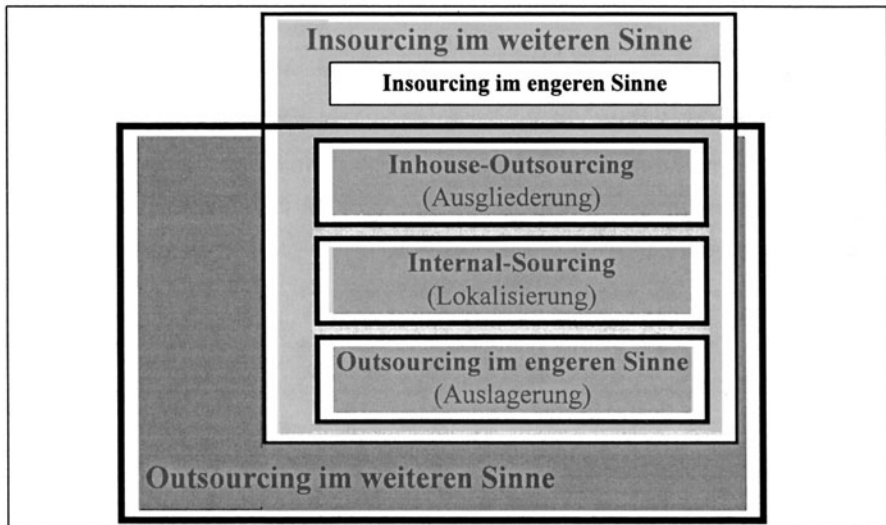 Insourcing im weiteren Sinne
Insourcing im engeren Sinne
Inhouse-Outsourcing
(Ausgliederung)
Internal-Sourcing
(Lokalisierung)
Outsourcing im engeren Sinne
(Auslagerung)
Outsourcing im weiteren Sinne